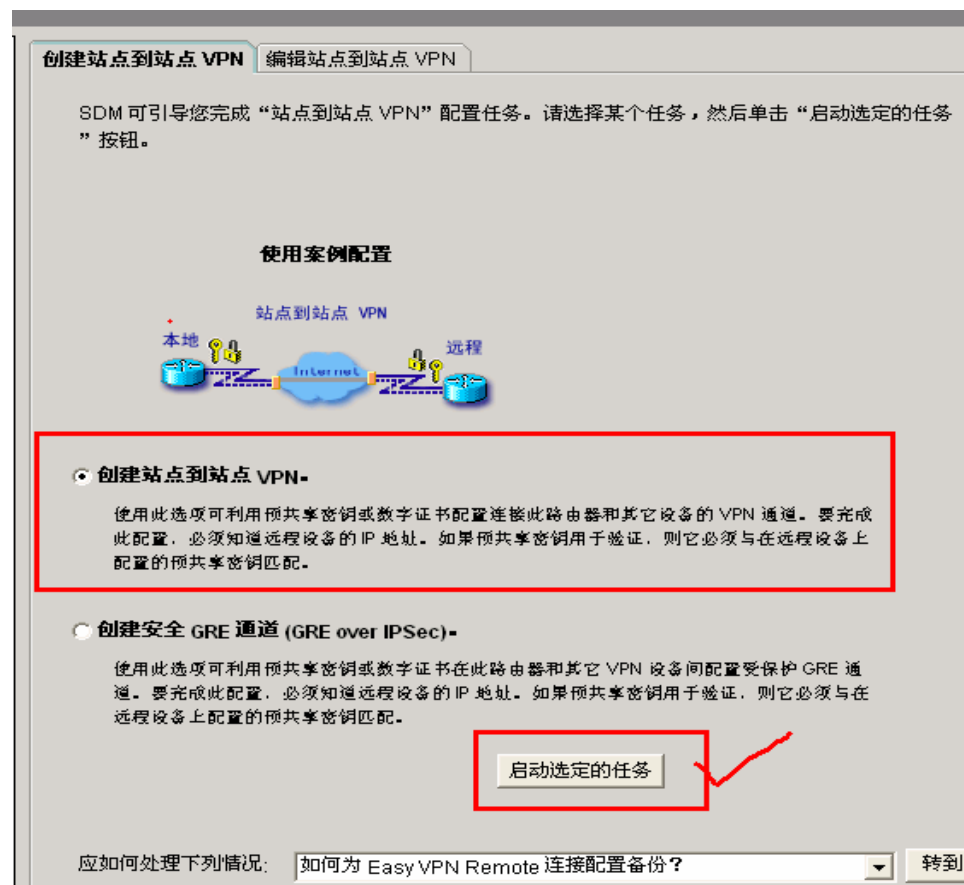 创建站点到站点 VPN 编辑站点到站点 VPN
SDM 可引导您完成“站点到站点 VPN”配置任务。请选择某个任务，然后单击“启动选定的任务
”按钮。
使用案例配置
站点到站点 VPN
本地
远程
Internet
创建站点到站点 VPN。
使用此选项可利用预共享密钥或数字证书配置连接此路由器和其它设备的 VPN 通道。要完成
此配置，必须知道远程设备的 IP 地址。如果预共享密钥用于验证，则它必须与在远程设备上
配置的预共享密钥匹配。
创建安全 GRE 通道 (GRE over IPSec)。
使用此选项可利用预共享密钥或数字证书在此路由器和其它 VPN 设备间配置受保护 GRE 通
道。要完成此配置，必须知道远程设备的 IP 地址。如果预共享密钥用于验证，则它必须与在
远程设备上配置的预共享密钥匹配。
启动选定的任务
应如何处理下列情况: 如何为 Easy VPN Remote 连接配置备份？ 转到